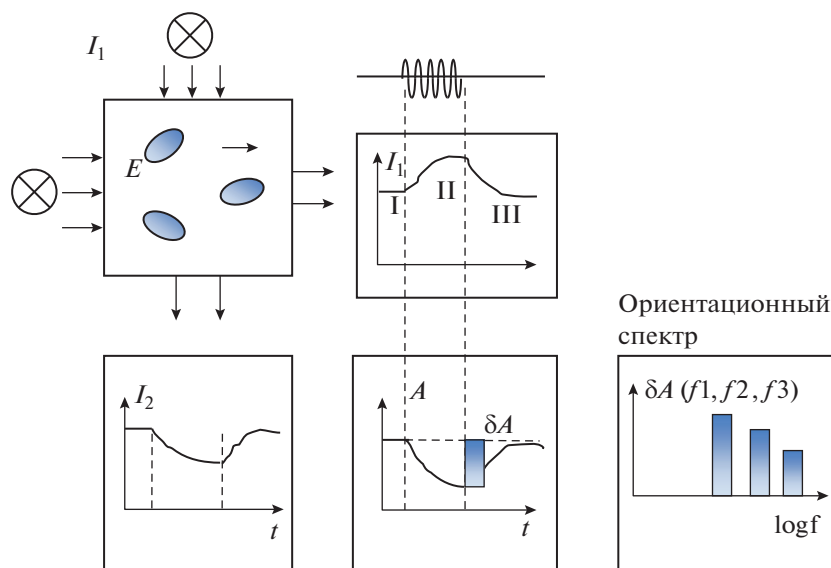 I₁
E
I₁
I
II
III
Ориентационный
спектр
I₂
t
A
δA
t
δA (f1, f2, f3)
logf